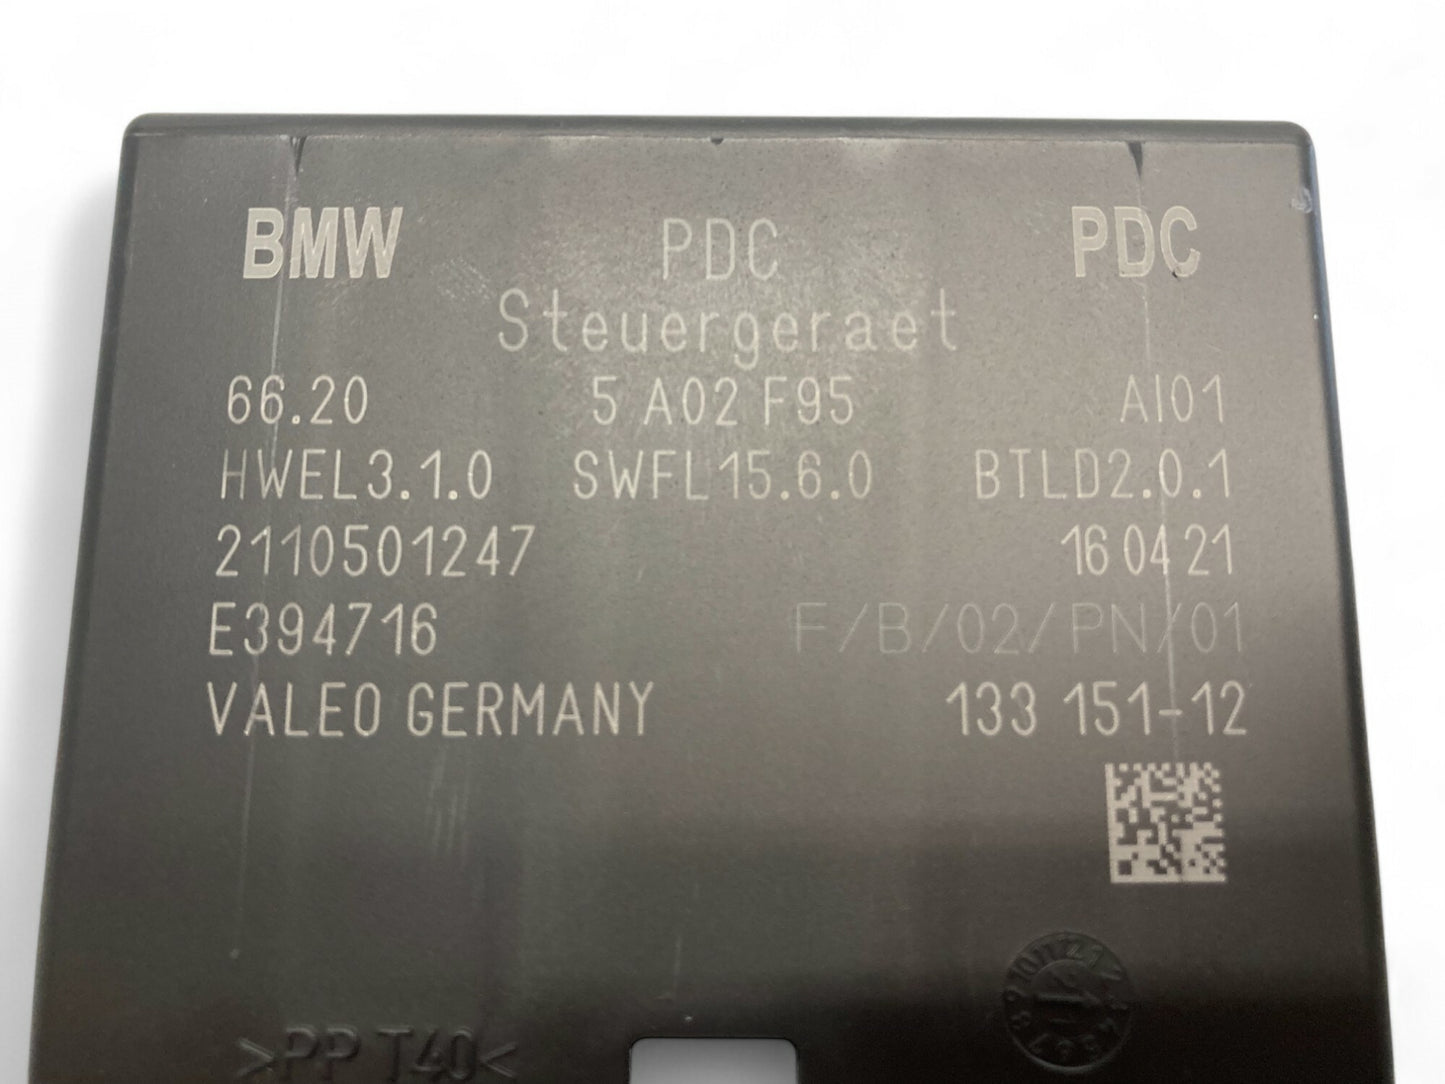 BMW PDC PDC
Steuergeraet
66.20 5 A02 F95 AI01
HWEL3.1.0 SWFL15.6.0 BTLD2.0.1
2110501247 16 04 21
E394716 F/B/02/PN/01
VALEO GERMANY 133 151-12
>PP T40<